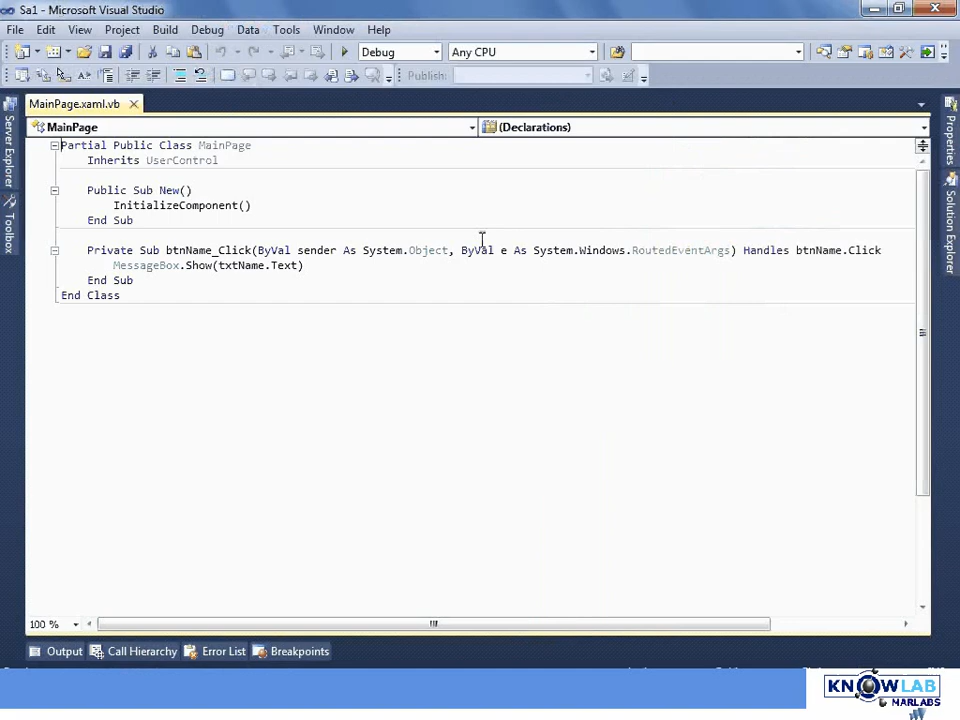 Sa1 - Microsoft Visual Studio
File Edit View Project Build Debug Data Tools Window Help
Debug Any CPU
Publish:
MainPage.xaml.vb
MainPage (Declarations)
Partial Public Class MainPage
Inherits UserControl
Public Sub New()
InitializeComponent()
End Sub
Private Sub btnName_Click(ByVal sender As System.Object, ByVal e As System.Windows.RoutedEventArgs) Handles btnName.Click
MessageBox.Show(txtName.Text)
End Sub
End Class
Server Explorer
Toolbox
Properties
Solution Explorer
100 %
Output Call Hierarchy Error List Breakpoints
KNOWLAB
MARLABS